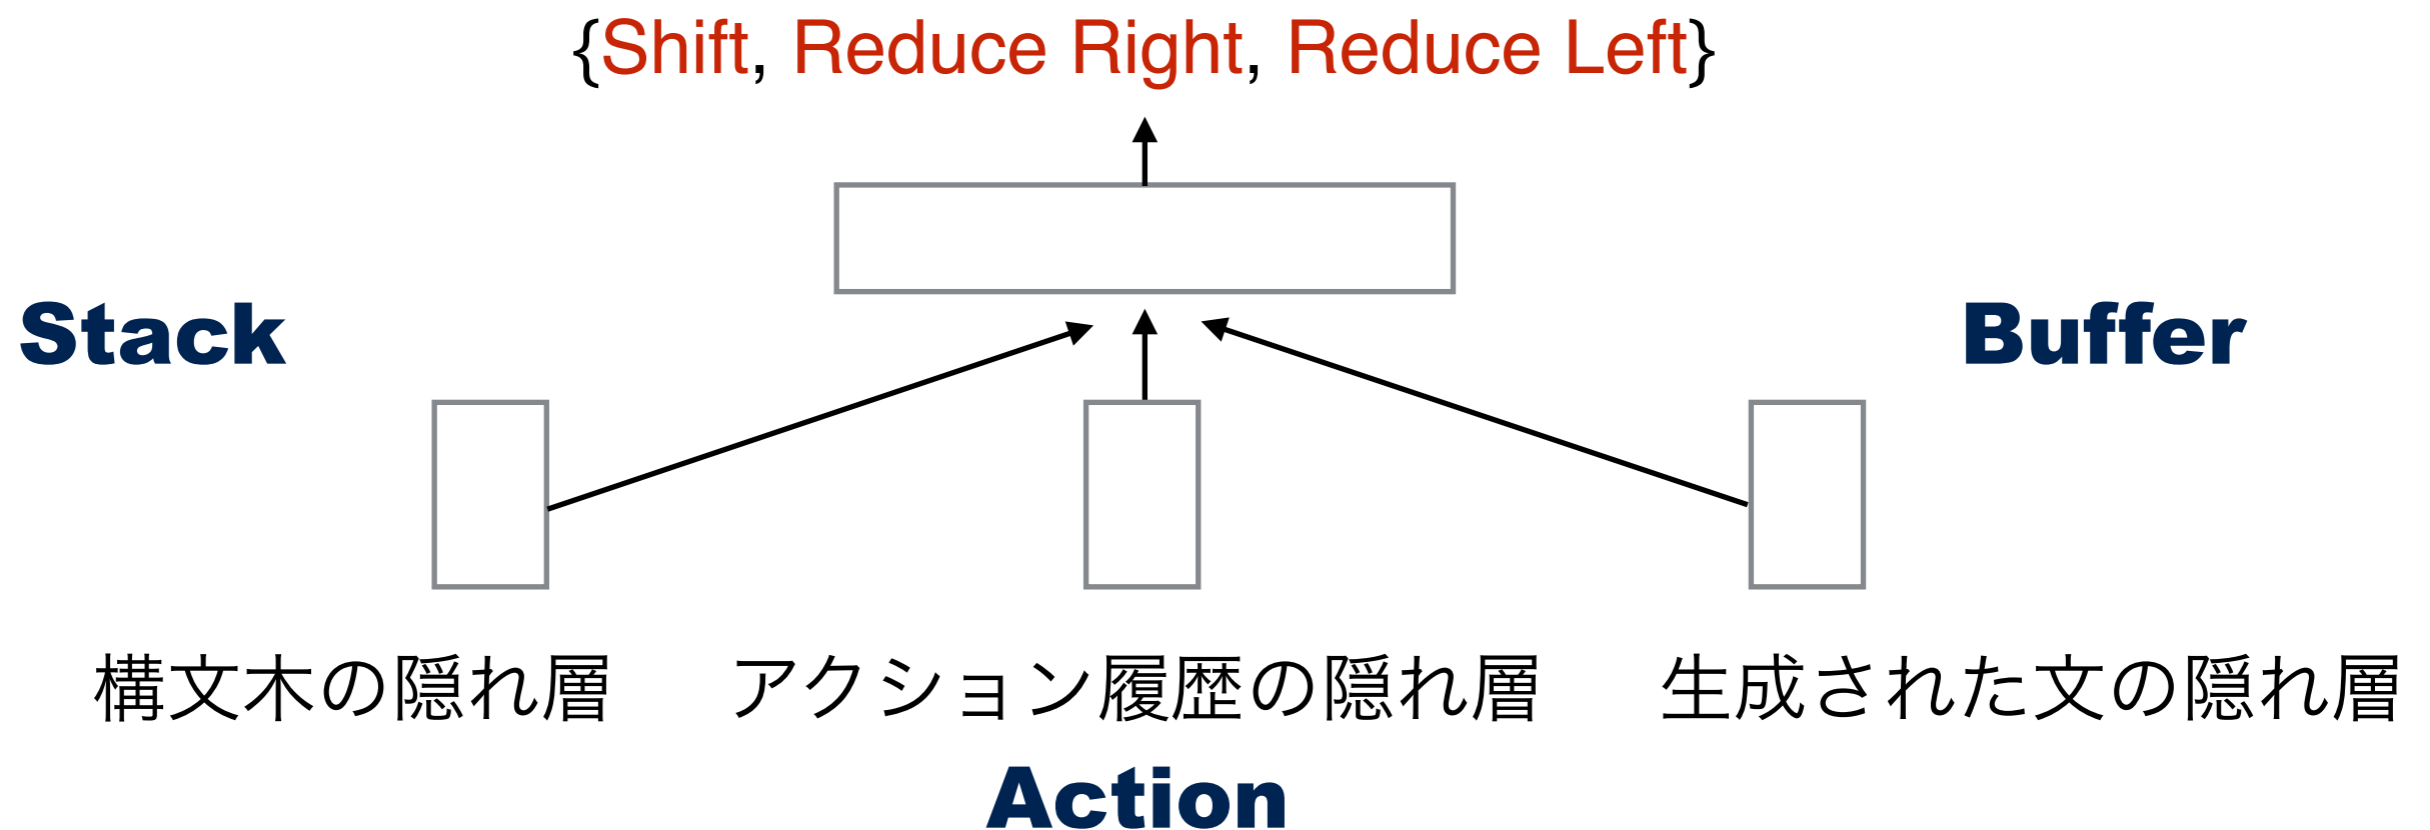 {Shift, Reduce Right, Reduce Left}
Stack
Buffer
構文木の隠れ層
アクション履歴の隠れ層
生成された文の隠れ層
Action